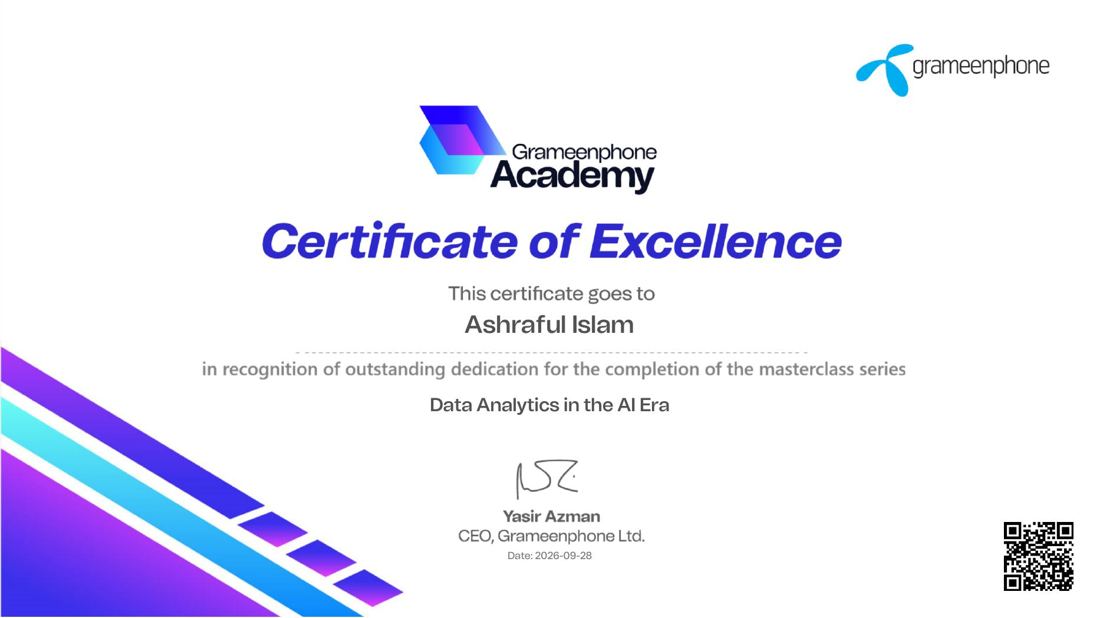 grameenphone
Grameenphone
Academy
Certificate of Excellence
This certificate goes to
Ashraful Islam
in recognition of outstanding dedication for the completion of the masterclass series
Data Analytics in the AI Era
Yasir Azman
CEO, Grameenphone Ltd.
Date: 2026-09-28